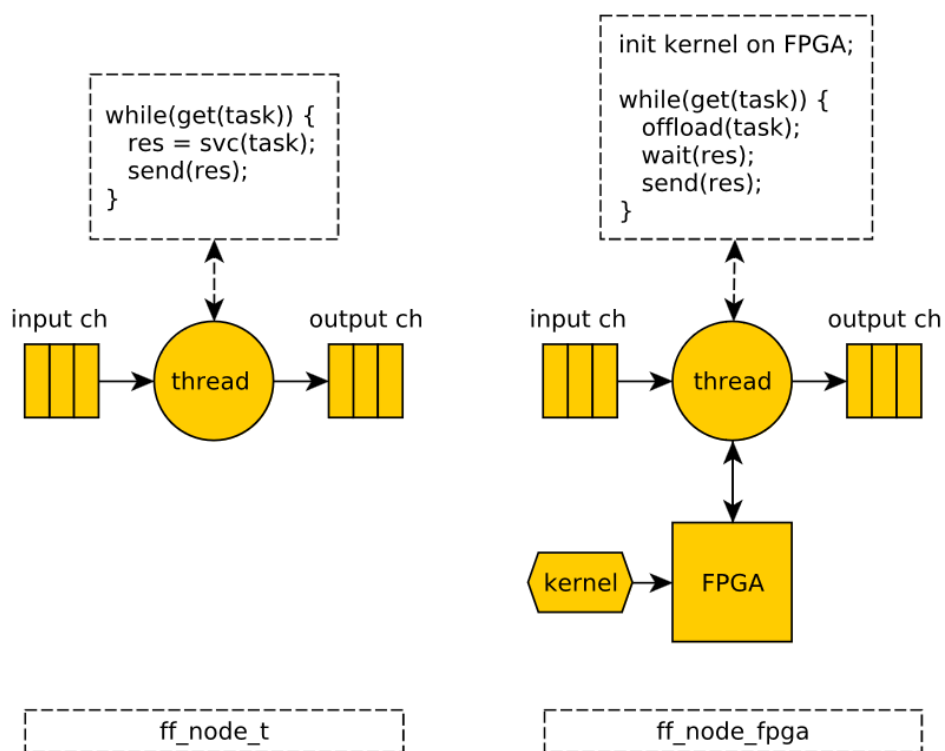 while(get(task)) {
res = svc(task);
send(res);
}
input ch
output ch
thread
ff_node_t
init kernel on FPGA;
while(get(task)) {
offload(task);
wait(res);
send(res);
}
input ch
output ch
thread
kernel
FPGA
ff_node_fpga